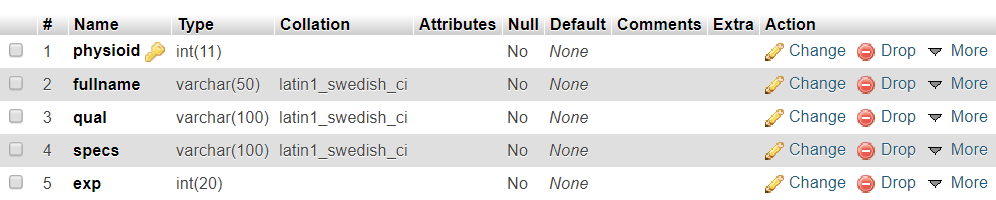 # Name Type Collation Attributes Null Default Comments Extra Action
1 physioid int(11) No None Change Drop More
2 fullname varchar(50) latin1_swedish_ci No None Change Drop More
3 qual varchar(100) latin1_swedish_ci No None Change Drop More
4 specs varchar(100) latin1_swedish_ci No None Change Drop More
5 exp int(20) No None Change Drop More